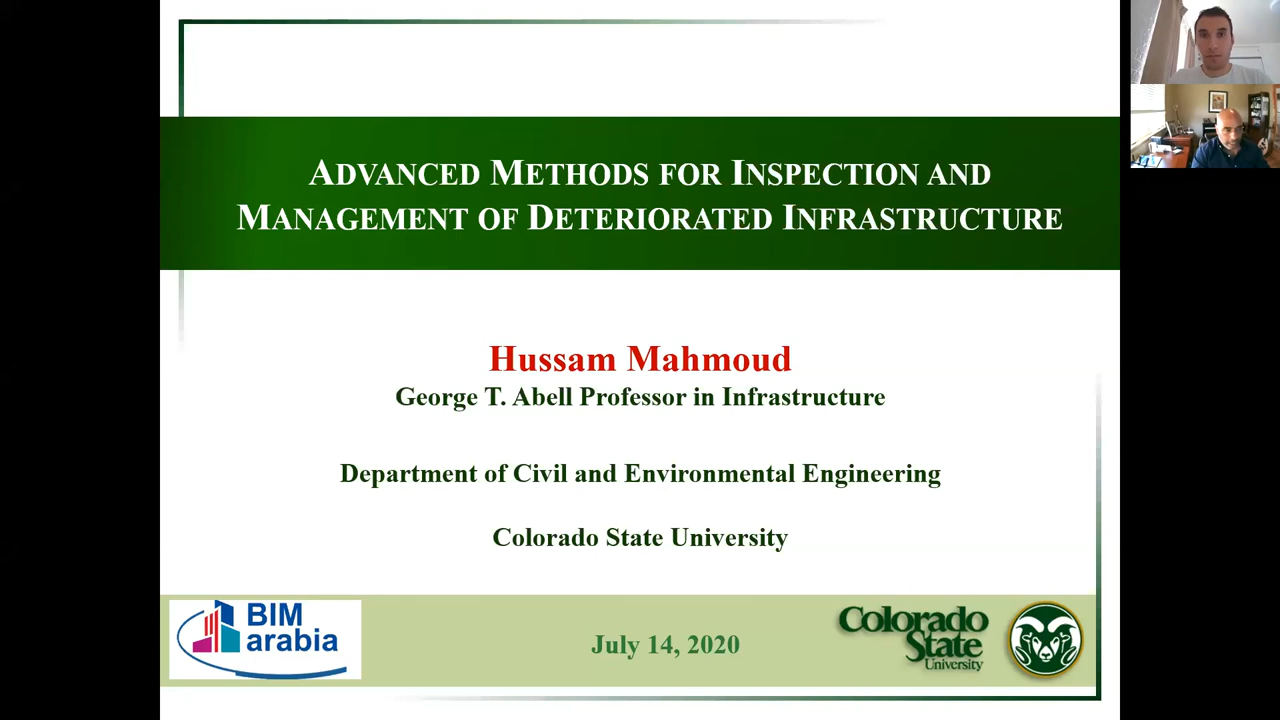 ADVANCED METHODS FOR INSPECTION AND
MANAGEMENT OF DETERIORATED INFRASTRUCTURE
Hussam Mahmoud
George T. Abell Professor in Infrastructure
Department of Civil and Environmental Engineering
Colorado State University
BIM
arabia
July 14, 2020
Colorado
State
University